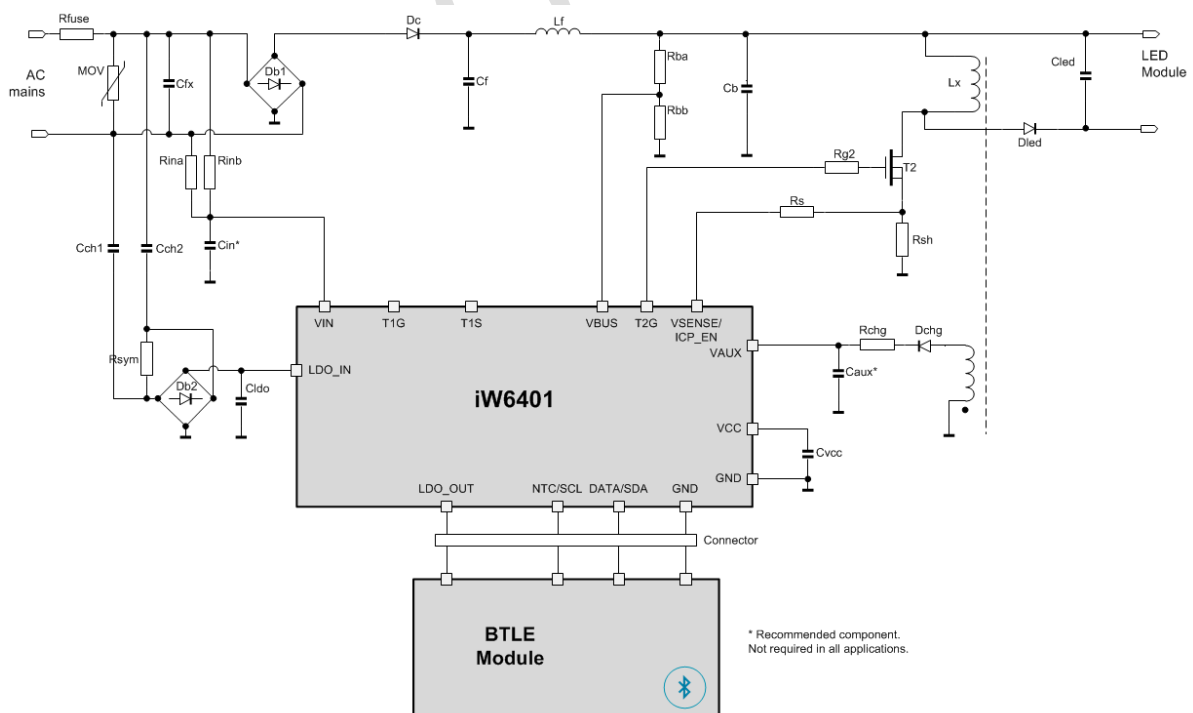 Rfuse
Dc
Lf
AC
mains
MOV
Cfx
Db1
Cf
Rba
Rbb
Cb
Lx
Cled
LED
Module
Dled
Rina
Rinb
Rg2
T2
Rs
Rsh
Cch1
Cch2
Cin*
VIN
T1G
T1S
VBUS
T2G
VSENSE/
ICP_EN
VAUX
Rchg
Dchg
Rsym
Db2
Cldo
LDO_IN
Caux*
iW6401
VCC
Cvcc
GND
LDO_OUT
NTC/SCL
DATA/SDA
GND
Connector
BTLE
Module
* Recommended component.
Not required in all applications.